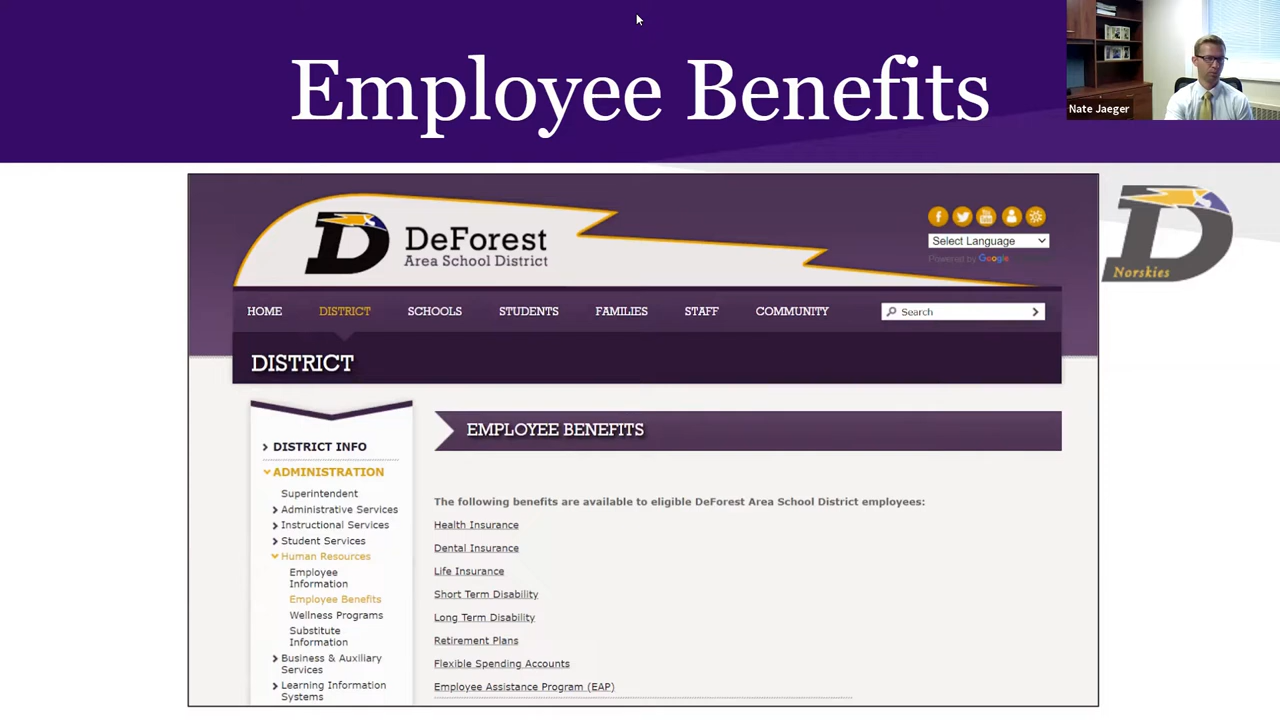 Employee Benefits
Nate Jaeger
DeForest
Area School District
Select Language
Powered by Google
Norskies
HOME DISTRICT SCHOOLS STUDENTS FAMILIES STAFF COMMUNITY Search
DISTRICT
DISTRICT INFO
ADMINISTRATION
Superintendent
Administrative Services
Instructional Services
Student Services
Human Resources
Employee
Information
Employee Benefits
Wellness Programs
Substitute
Information
Business & Auxiliary
Services
Learning Information
Systems
EMPLOYEE BENEFITS
The following benefits are available to eligible DeForest Area School District employees:
Health Insurance
Dental Insurance
Life Insurance
Short Term Disability
Long Term Disability
Retirement Plans
Flexible Spending Accounts
Employee Assistance Program (EAP)